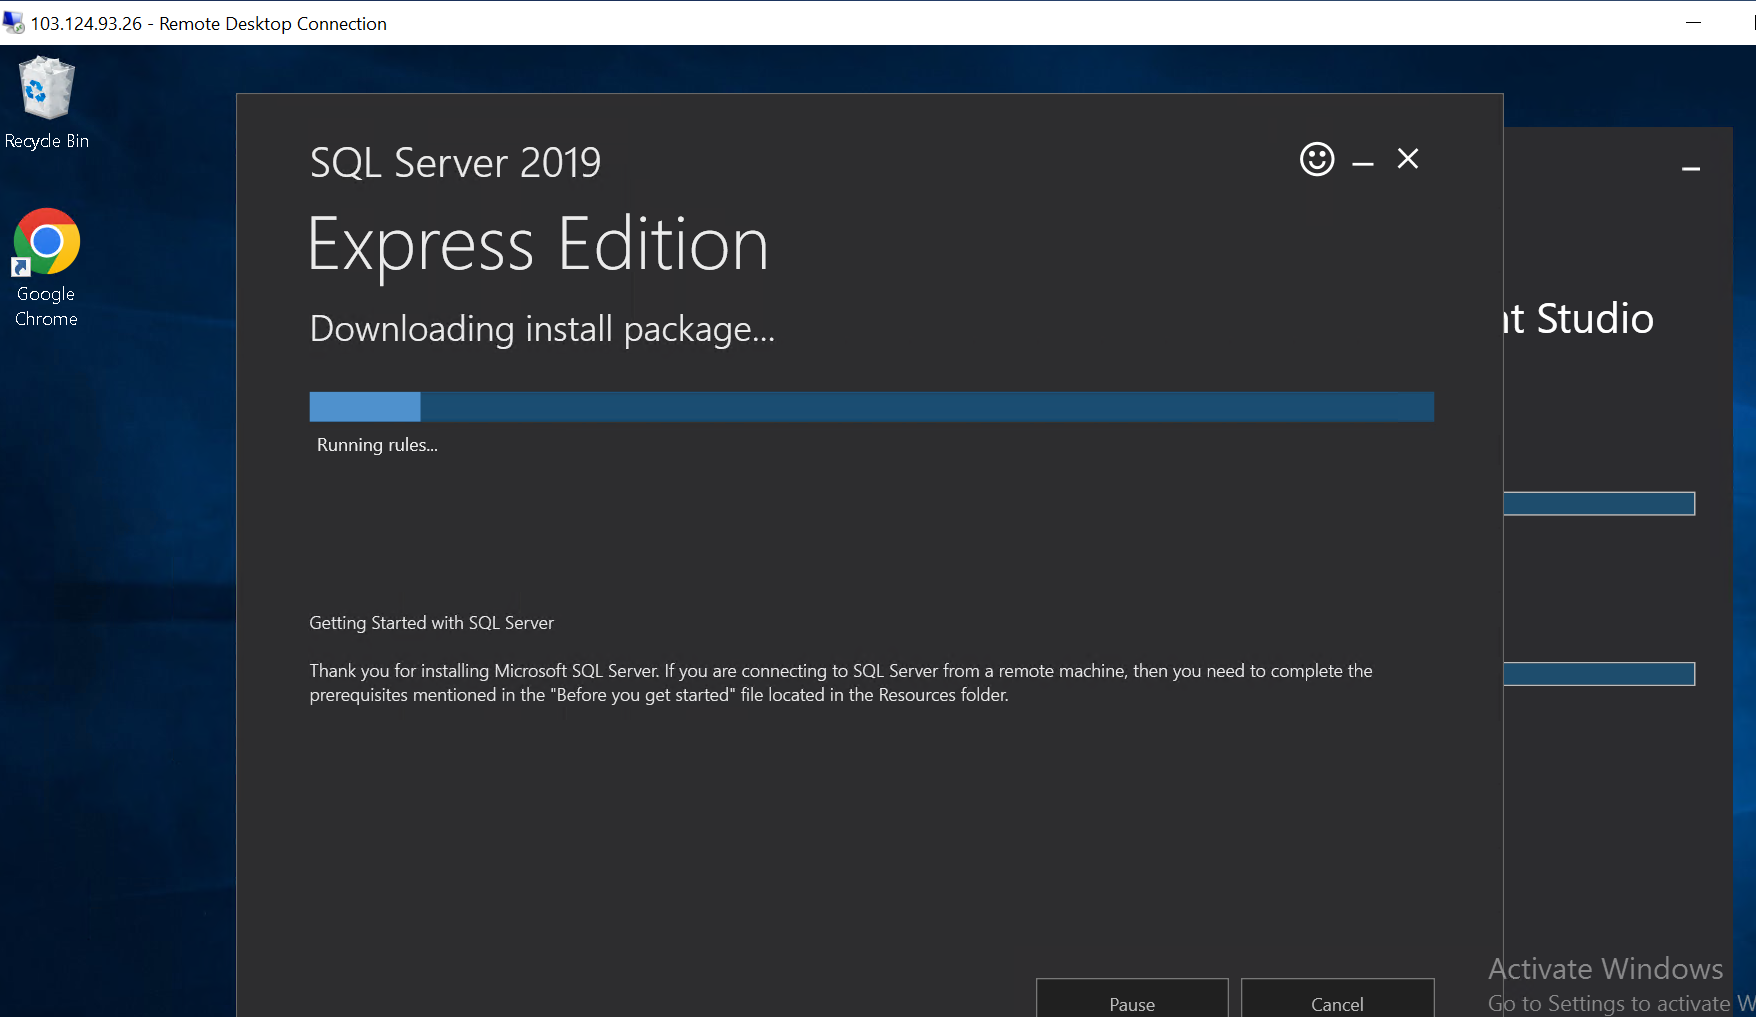 103.124.93.26 - Remote Desktop Connection
Recycle Bin
Google
Chrome
SQL Server 2019
Express Edition
Downloading install package...
Running rules...
Getting Started with SQL Server
Thank you for installing Microsoft SQL Server. If you are connecting to SQL Server from a remote machine, then you need to complete the
prerequisites mentioned in the "Before you get started" file located in the Resources folder.
Pause
Cancel
nt Studio
Activate Windows
Go to Settings to activate W